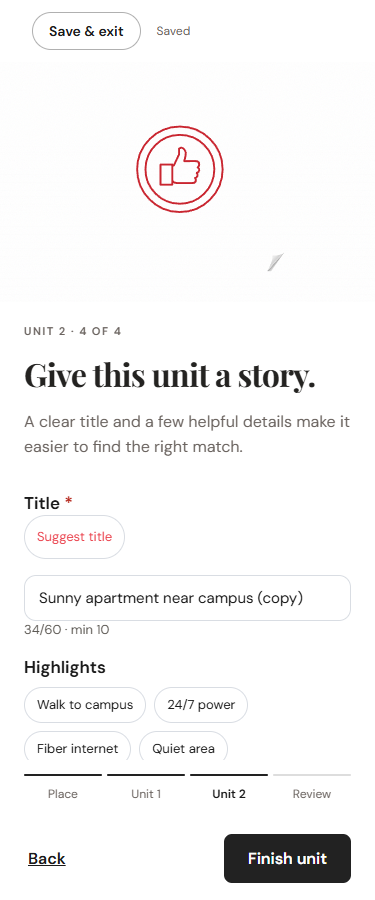 Save & exit Saved
UNIT 2 · 4 OF 4
Give this unit a story.
A clear title and a few helpful details make it
easier to find the right match.
Title *
Suggest title
Sunny apartment near campus (copy)
34/60 · min 10
Highlights
Walk to campus 24/7 power
Fiber internet Quiet area
Place Unit 1 Unit 2 Review
Back Finish unit